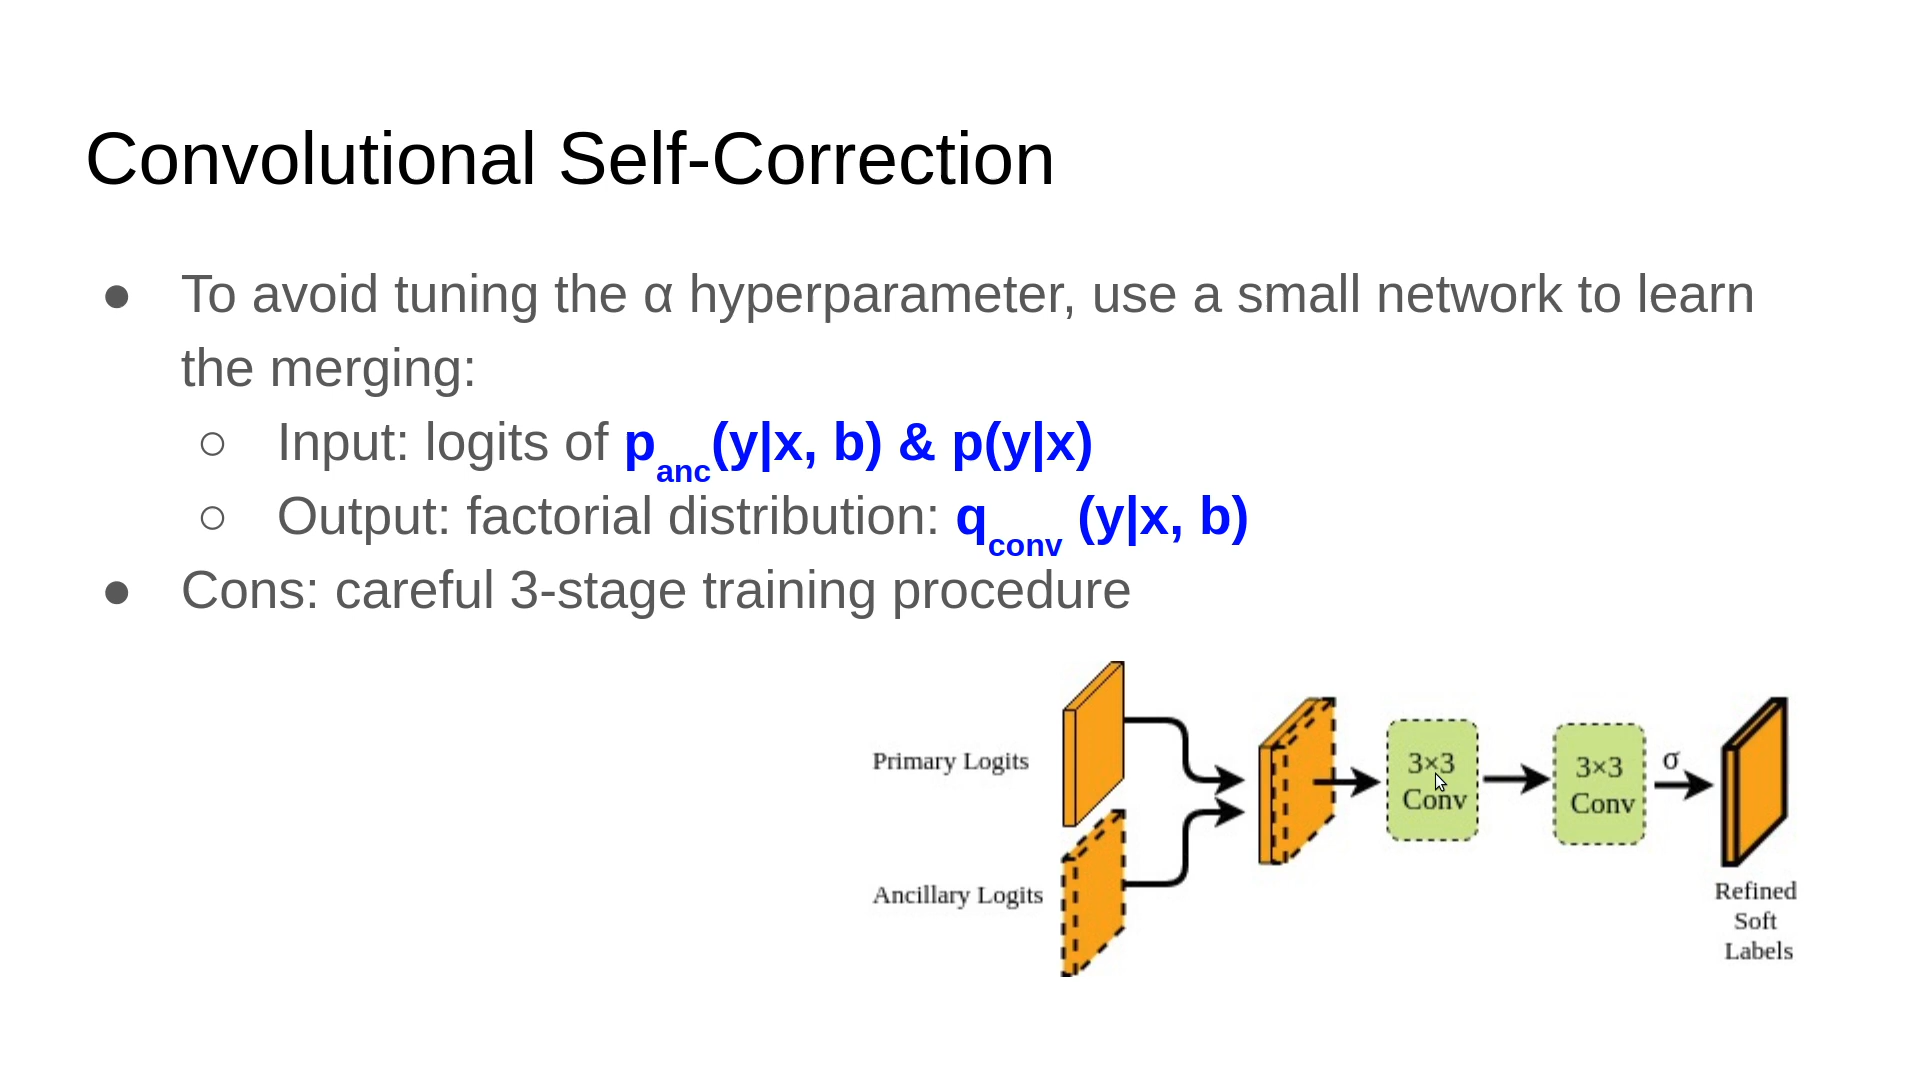 Convolutional Self-Correction
● To avoid tuning the α hyperparameter, use a small network to learn
the merging:
○ Input: logits of p_anc(y|x, b) & p(y|x)
○ Output: factorial distribution: q_conv (y|x, b)
● Cons: careful 3-stage training procedure
Primary Logits
Ancillary Logits
3×3
Conv
3×3
Conv
σ
Refined
Soft
Labels